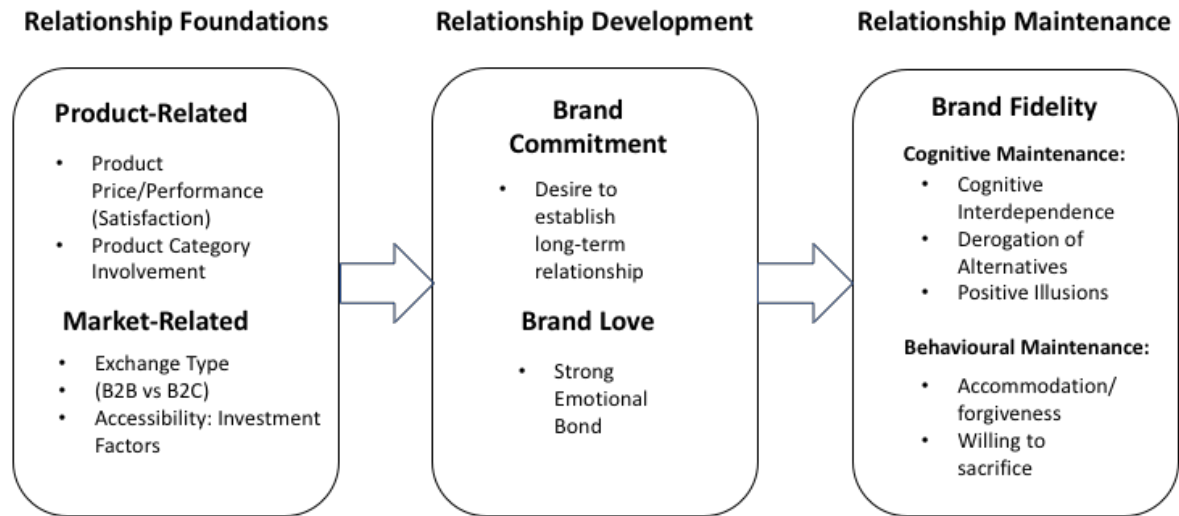 Relationship Foundations
Product-Related
• Product
Price/Performance
(Satisfaction)
• Product Category
Involvement
Market-Related
• Exchange Type
• (B2B vs B2C)
• Accessibility: Investment
Factors
Relationship Development
Brand
Commitment
• Desire to
establish
long-term
relationship
Brand Love
• Strong
Emotional
Bond
Relationship Maintenance
Brand Fidelity
Cognitive Maintenance:
• Cognitive
Interdependence
• Derogation of
Alternatives
• Positive Illusions
Behavioural Maintenance:
• Accommodation/
forgiveness
• Willing to
sacrifice